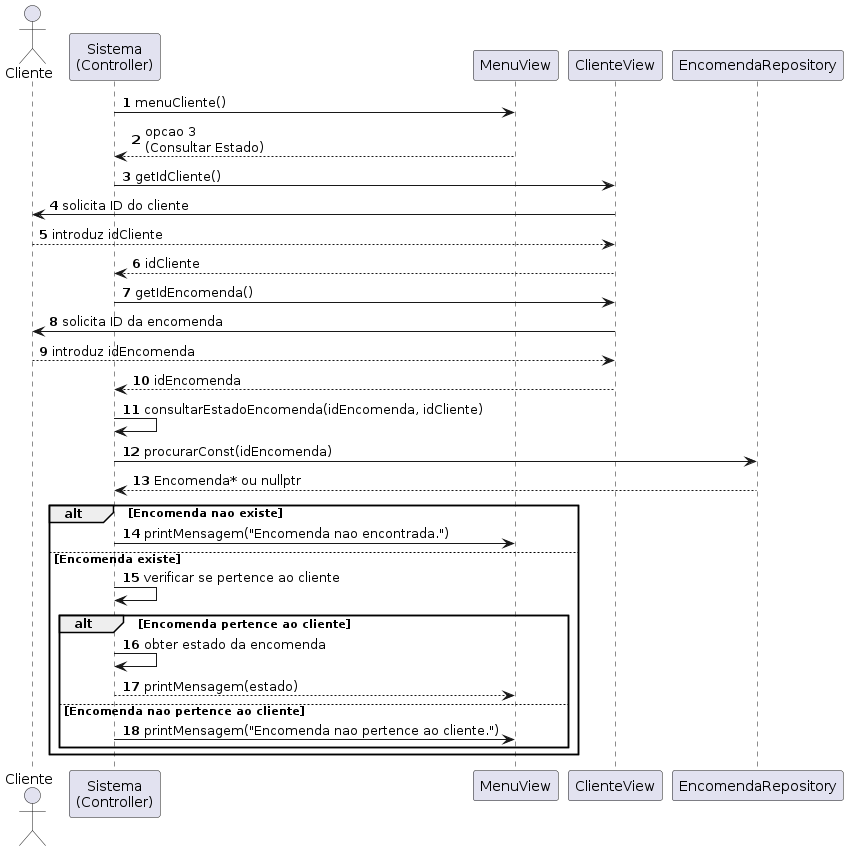 Cliente
Sistema
(Controller)
MenuView
ClienteView
EncomendaRepository
1 menuCliente()
2 opcao 3
(Consultar Estado)
3 getIdCliente()
4 solicita ID do cliente
5 introduz idCliente
6 idCliente
7 getIdEncomenda()
8 solicita ID da encomenda
9 introduz idEncomenda
10 idEncomenda
11 consultarEstadoEncomenda(idEncomenda, idCliente)
12 procurarConst(idEncomenda)
13 Encomenda* ou nullptr
alt [Encomenda nao existe]
14 printMensagem("Encomenda nao encontrada.")
[Encomenda existe]
15 verificar se pertence ao cliente
alt [Encomenda pertence ao cliente]
16 obter estado da encomenda
17 printMensagem(estado)
[Encomenda nao pertence ao cliente]
18 printMensagem("Encomenda nao pertence ao cliente.")
Cliente
Sistema
(Controller)
MenuView
ClienteView
EncomendaRepository